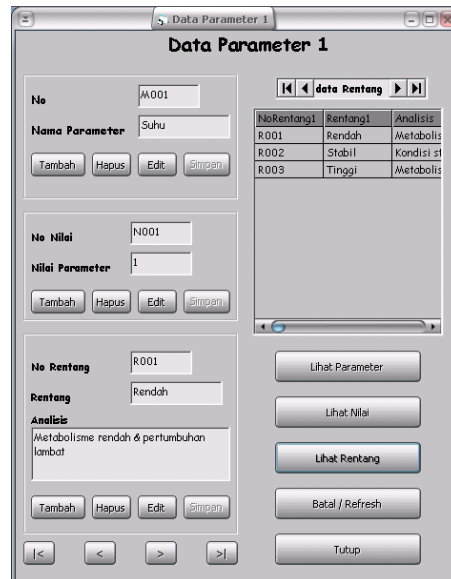 Data Parameter 1
Data Parameter 1
No M001
Nama Parameter Suhu
Tambah Hapus Edit Simpan
No Nilai N001
Nilai Parameter 1
Tambah Hapus Edit Simpan
No Rentang R001
Rentang Rendah
Analisis
Metabolisme rendah & pertumbuhan
lambat
Tambah Hapus Edit Simpan
|< < > >|
data Rentang
NoRentang1 Rentang1 Analisis
R001 Rendah Metabolis
R002 Stabil Kondisi st
R003 Tinggi Metabolis
Lihat Parameter
Lihat Nilai
Lihat Rentang
Batal / Refresh
Tutup